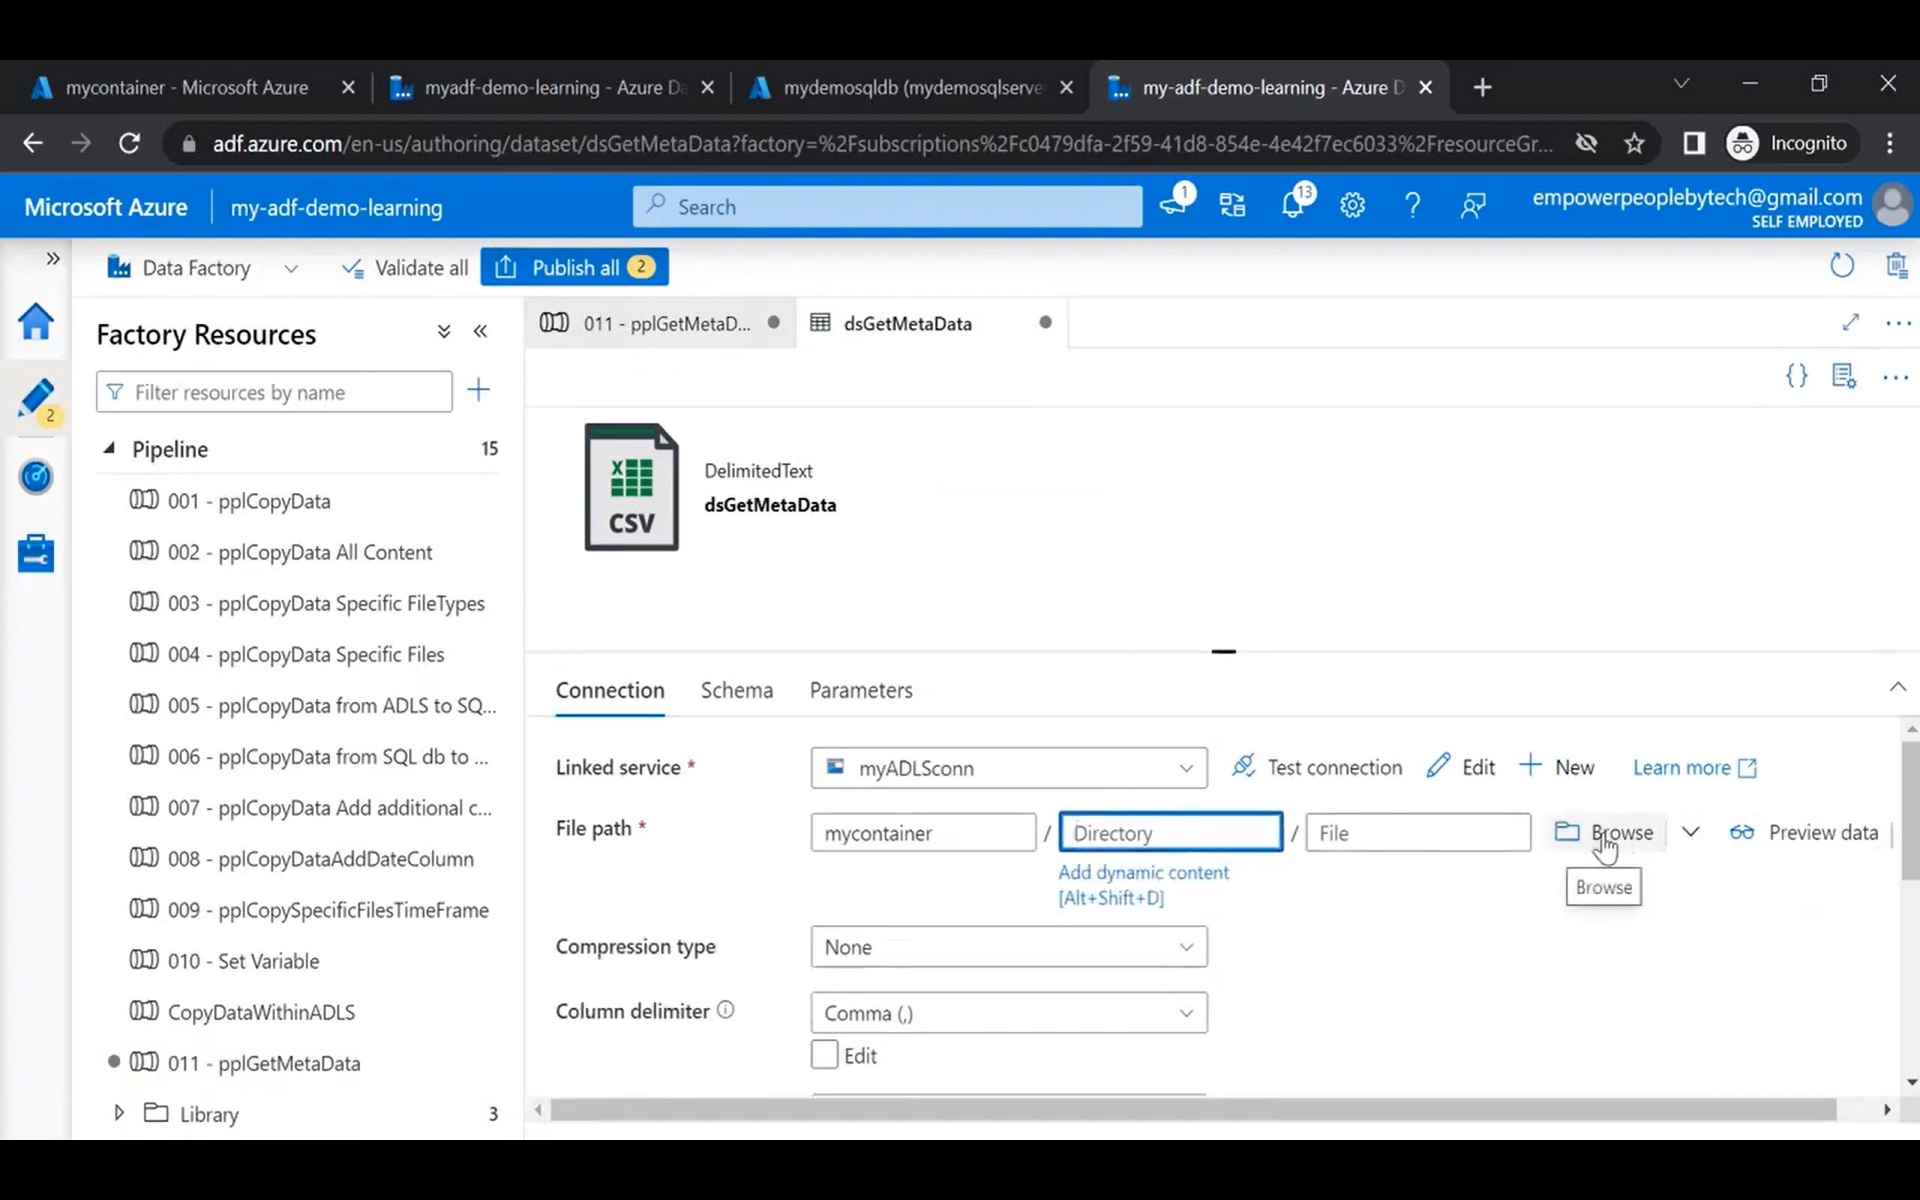 mycontainer - Microsoft Azure
myadf-demo-learning - Azure Da
mydemosqldb (mydemosqlserve
my-adf-demo-learning - Azure D
adf.azure.com/en-us/authoring/dataset/dsGetMetaData?factory=%2Fsubscriptions%2Fc0479dfa-2f59-41d8-854e-4e42f7ec6033%2FresourceGr...
Incognito
Microsoft Azure
my-adf-demo-learning
Search
1
13
empowerpeoplebytech@gmail.com
SELF EMPLOYED
Data Factory
Validate all
Publish all 2
2
Factory Resources
Filter resources by name
Pipeline 15
001 - pplCopyData
002 - pplCopyData All Content
003 - pplCopyData Specific FileTypes
004 - pplCopyData Specific Files
005 - pplCopyData from ADLS to SQ...
006 - pplCopyData from SQL db to ...
007 - pplCopyData Add additional c...
008 - pplCopyDataAddDateColumn
009 - pplCopySpecificFilesTimeFrame
010 - Set Variable
CopyDataWithinADLS
011 - pplGetMetaData
Library 3
011 - pplGetMetaD...
dsGetMetaData
{}
X
CSV
DelimitedText
dsGetMetaData
Connection
Schema
Parameters
Linked service *
myADLSconn
Test connection
Edit
New
Learn more
File path *
mycontainer / Directory / File
Browse
Preview data
Add dynamic content
[Alt+Shift+D]
Browse
Compression type
None
Column delimiter
Comma (,)
Edit